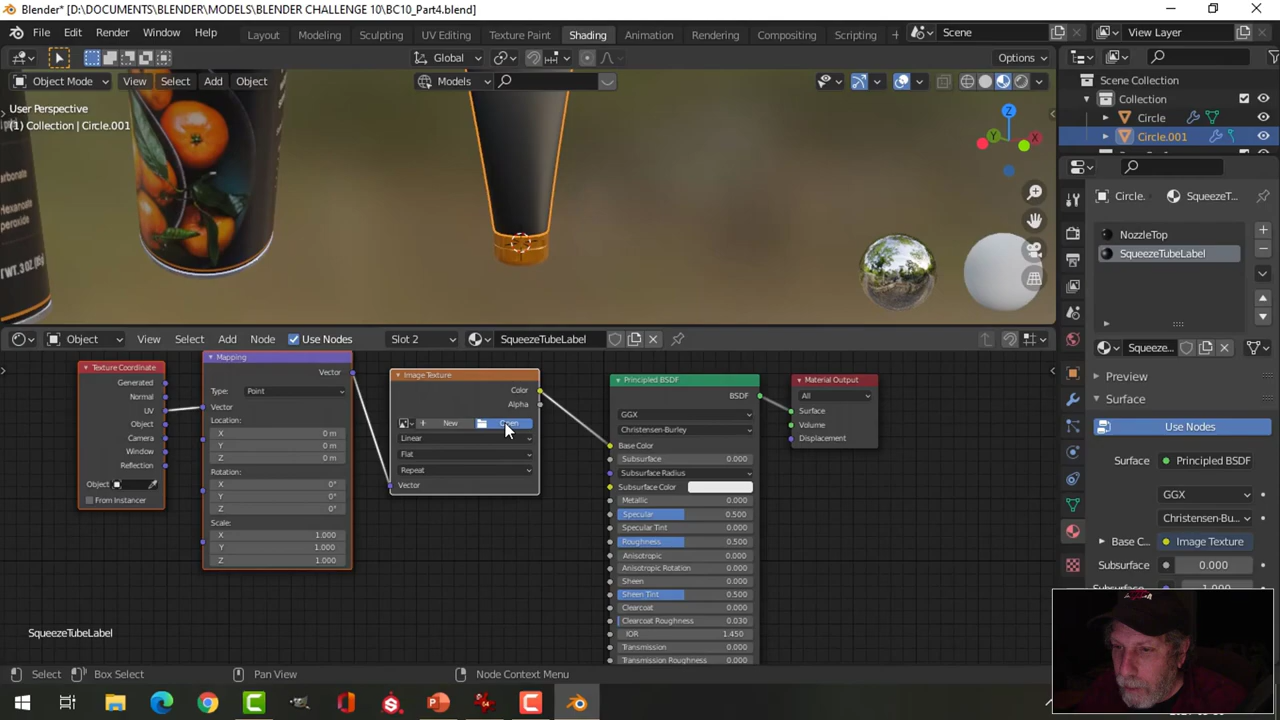 Blender* [D:\DOCUMENTS\BLENDER\MODELS\BLENDER CHALLENGE 10\BC10_Part4.blend]
File Edit Render Window Help Layout Modeling Sculpting UV Editing Texture Paint Shading Animation Rendering Compositing Scripting Scene View Layer
Global Options
Object Mode View Select Add Object Models
User Perspective
(1) Collection | Circle.001
Scene Collection
Collection
Circle
Circle.001
Z
Y X
arbonate
Hexanoate
peroxide
WT. 3 OZ
Circle. SqueezeT...
NozzleTop
SqueezeTubeLabel
Object View Select Add Node Use Nodes Slot 2 SqueezeTubeLabel
Squeeze...
Preview
Surface
Use Nodes
Surface Principled BSDF
GGX
Christensen-Bu...
Base C... Image Texture
Subsurface 0.000
Texture Coordinate
Generated
Normal
UV
Object
Camera
Window
Reflection
Object:
From Instancer
Mapping
Vector
Type: Point
Vector
Location:
X 0 m
Y 0 m
Z 0 m
Rotation:
X 0°
Y 0°
Z 0°
Scale:
X 1.000
Y 1.000
Z 1.000
Image Texture
Color
Alpha
New Open
Linear
Flat
Repeat
Vector
Principled BSDF
BSDF
GGX
Christensen-Burley
Base Color
Subsurface 0.000
Subsurface Radius
Subsurface Color
Metallic 0.000
Specular 0.500
Specular Tint 0.000
Roughness 0.500
Anisotropic 0.000
Anisotropic Rotation 0.000
Sheen 0.000
Sheen Tint 0.500
Clearcoat 0.000
Clearcoat Roughness 0.030
IOR 1.450
Transmission 0.000
Transmission Roughness 0.000
Material Output
All
Surface
Volume
Displacement
SqueezeTubeLabel
Select Box Select Pan View Node Context Menu